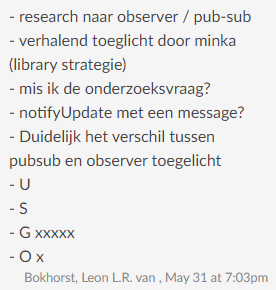 - research naar observer / pub-sub
- verhalend toeglicht door minka
(library strategie)
- mis ik de onderzoeksvraag?
- notifyUpdate met een message?
- Duidelijk het verschil tussen
pubsub en observer toegelicht
- U
- S
- G xxxxx
- O x
Bokhorst, Leon L.R. van , May 31 at 7:03pm